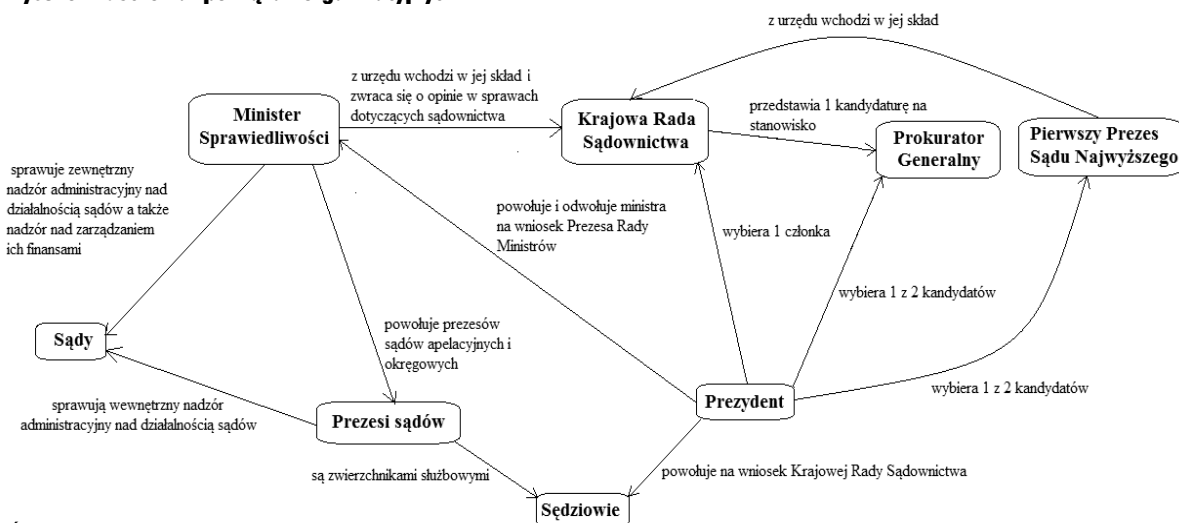 z urzędu wchodzi w jej skład
z urzędu wchodzi w jej skład i
zwraca się o opinie w sprawach
dotyczących sądownictwa
Minister
Sprawiedliwości
Krajowa Rada
Sądownictwa
przedstawia 1 kandydaturę na
stanowisko
Prokurator
Generalny
Pierwszy Prezes
Sądu Najwyższego
sprawuje zewnętrzny
nadzór administracyjny nad
działalnością sądów a także
nadzór nad zarządzaniem
ich finansami
powołuje i odwołuje ministra
na wniosek Prezesa Rady
Ministrów
wybiera 1 członka
wybiera 1 z 2 kandydatów
Sądy
powołuje prezesów
sądów apelacyjnych i
okręgowych
wybiera 1 z 2 kandydatów
Prezydent
sprawują wewnętrzny nadzór
administracyjny nad działalnością sądów
Prezesi sądów
są zwierzchnikami służbowymi
powołuje na wniosek Krajowej Rady Sądownictwa
Sędziowie